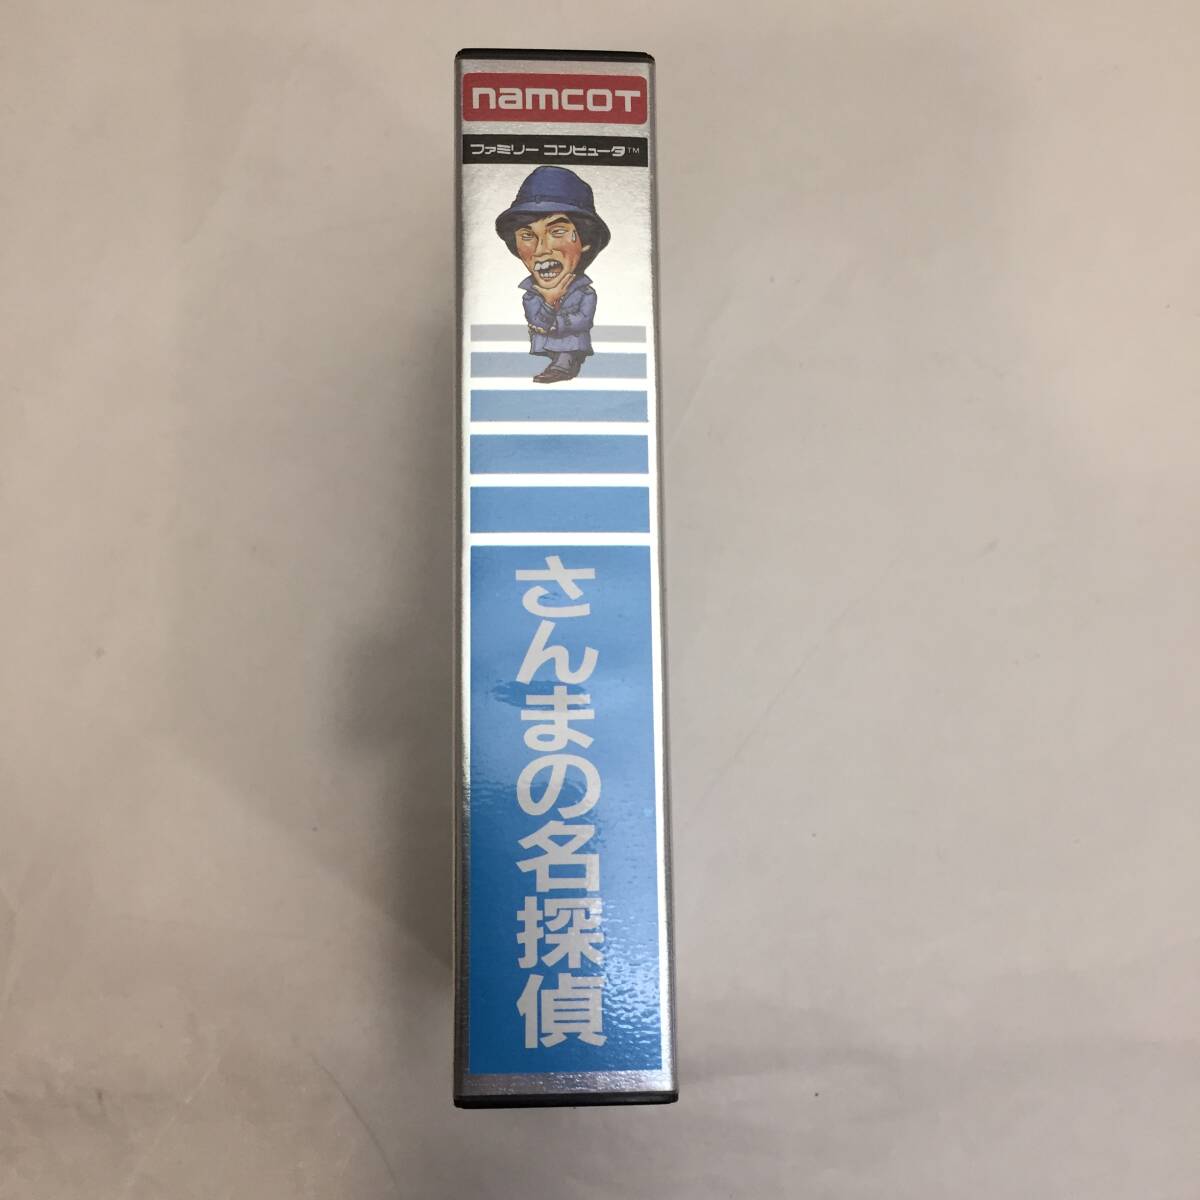 namcot
ファミリー コンピュータ™
さんまの名探偵